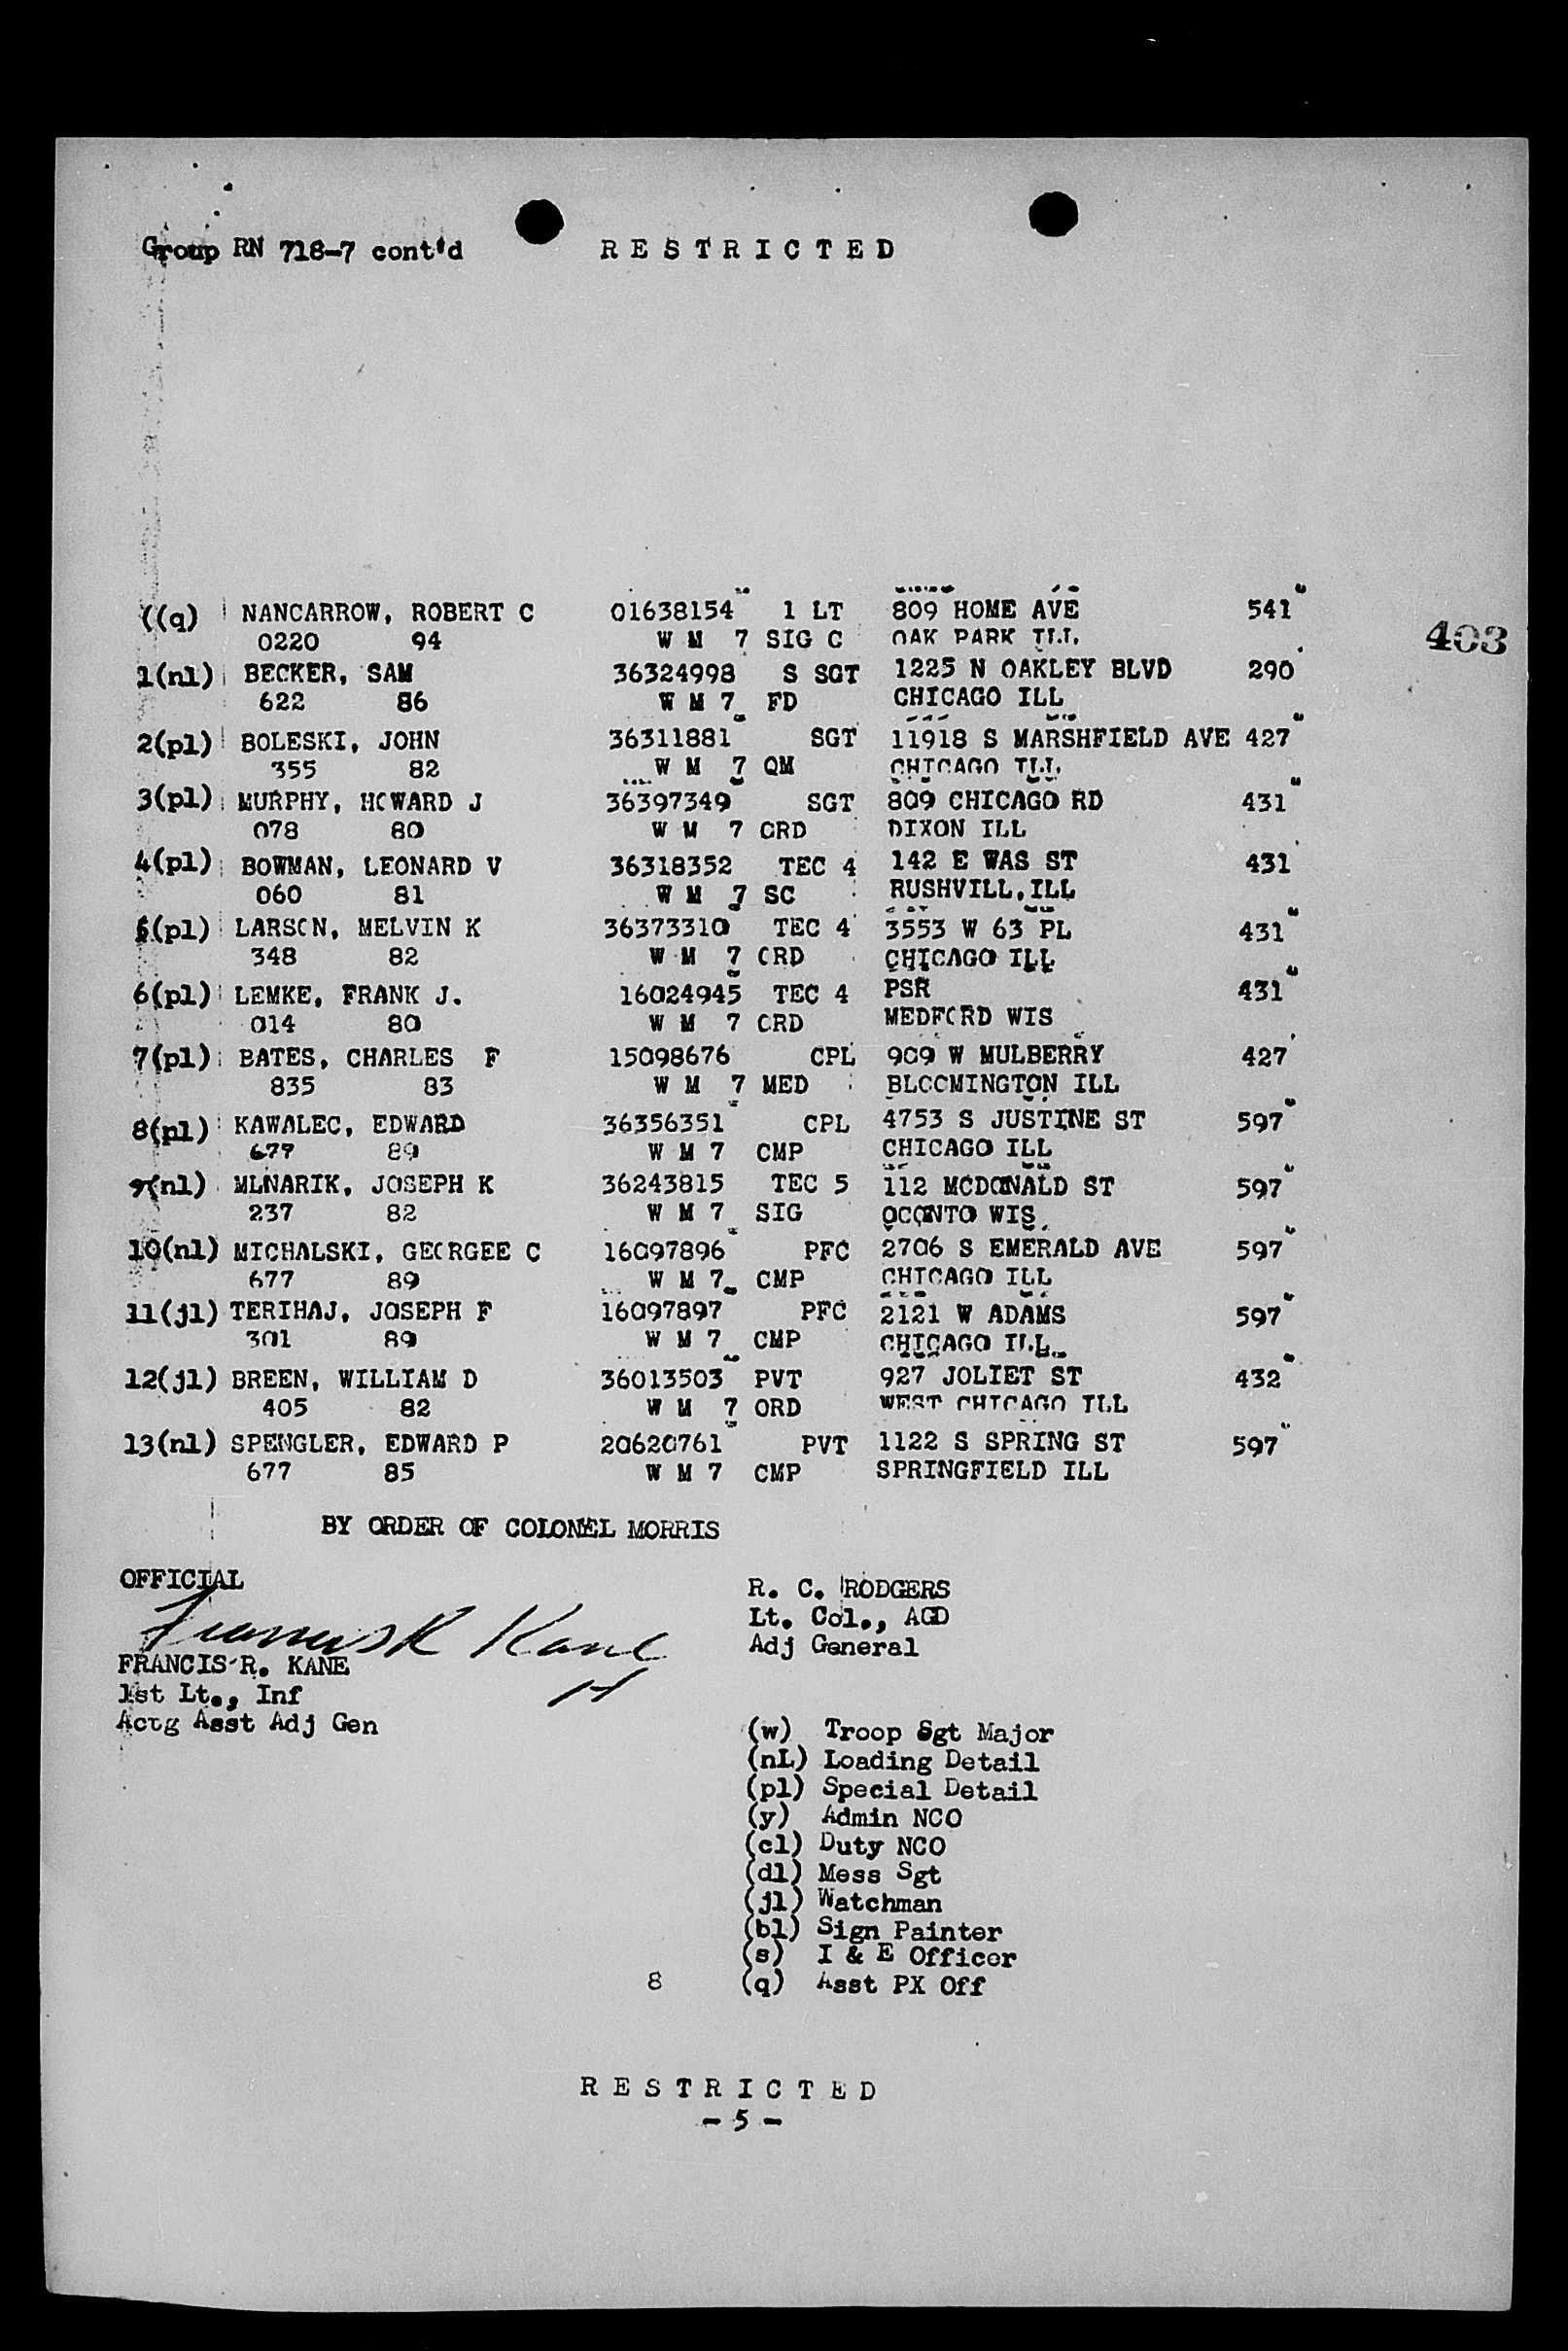 Group RN 718-7 cont'd R E S T R I C T E D
((q) NANCARROW, ROBERT C 01638154 1 LT 809 HOME AVE 541
0220 94 W M 7 SIG C OAK PARK ILL
403
1(nl) BECKER, SAM 36324998 S SGT 1225 N OAKLEY BLVD 290
622 86 W M 7 FD CHICAGO ILL
2(pl) BOLESKI, JOHN 36311881 SGT 11918 S MARSHFIELD AVE 427
355 82 W M 7 QM CHICAGO ILL
3(pl) MURPHY, HOWARD J 36397349 SGT 809 CHICAGO RD 431
078 80 W M 7 ORD DIXON ILL
4(pl) BOWMAN, LEONARD V 36318352 TEC 4 142 E WAS ST 431
060 81 W M 7 SC RUSHVILL, ILL
5(pl) LARSON, MELVIN K 36373310 TEC 4 3553 W 63 PL 431
348 82 W M 7 ORD CHICAGO ILL
6(pl) LEMKE, FRANK J. 16024945 TEC 4 PSR 431
014 80 W M 7 ORD MEDFORD WIS
7(pl) BATES, CHARLES F 15098676 CPL 909 W MULBERRY 427
835 83 W M 7 MED BLOOMINGTON ILL
8(pl) KAWALEC, EDWARD 36356351 CPL 4753 S JUSTINE ST 597
677 89 W M 7 CMP CHICAGO ILL
9(nl) MLNARIK, JOSEPH K 36243815 TEC 5 112 MCDONALD ST 597
237 82 W M 7 SIG OCONTO WIS
10(nl) MICHALSKI, GEORGEE C 16097896 PFC 2706 S EMERALD AVE 597
677 89 W M 7 CMP CHICAGO ILL
11(jl) TERIHAJ, JOSEPH F 16097897 PFC 2121 W ADAMS 597
301 89 W M 7 CMP CHICAGO ILL
12(jl) BREEN, WILLIAM D 36013503 PVT 927 JOLIET ST 432
405 82 W M 7 ORD WEST CHICAGO ILL
13(nl) SPENGLER, EDWARD P 20620761 PVT 1122 S SPRING ST 597
677 85 W M 7 CMP SPRINGFIELD ILL
BY ORDER OF COLONEL MORRIS
OFFICIAL
Francis R Kane
FRANCIS R. KANE
1st Lt., Inf
Actg Asst Adj Gen
R. C. RODGERS
Lt. Col., AGD
Adj General
(w) Troop Sgt Major
(nL) Loading Detail
(pl) Special Detail
(y) Admin NCO
(cl) Duty NCO
(dl) Mess Sgt
(jl) Watchman
(bl) Sign Painter
(s) I & E Officer
8 (q) Asst PX Off
R E S T R I C T E D
- 5 -